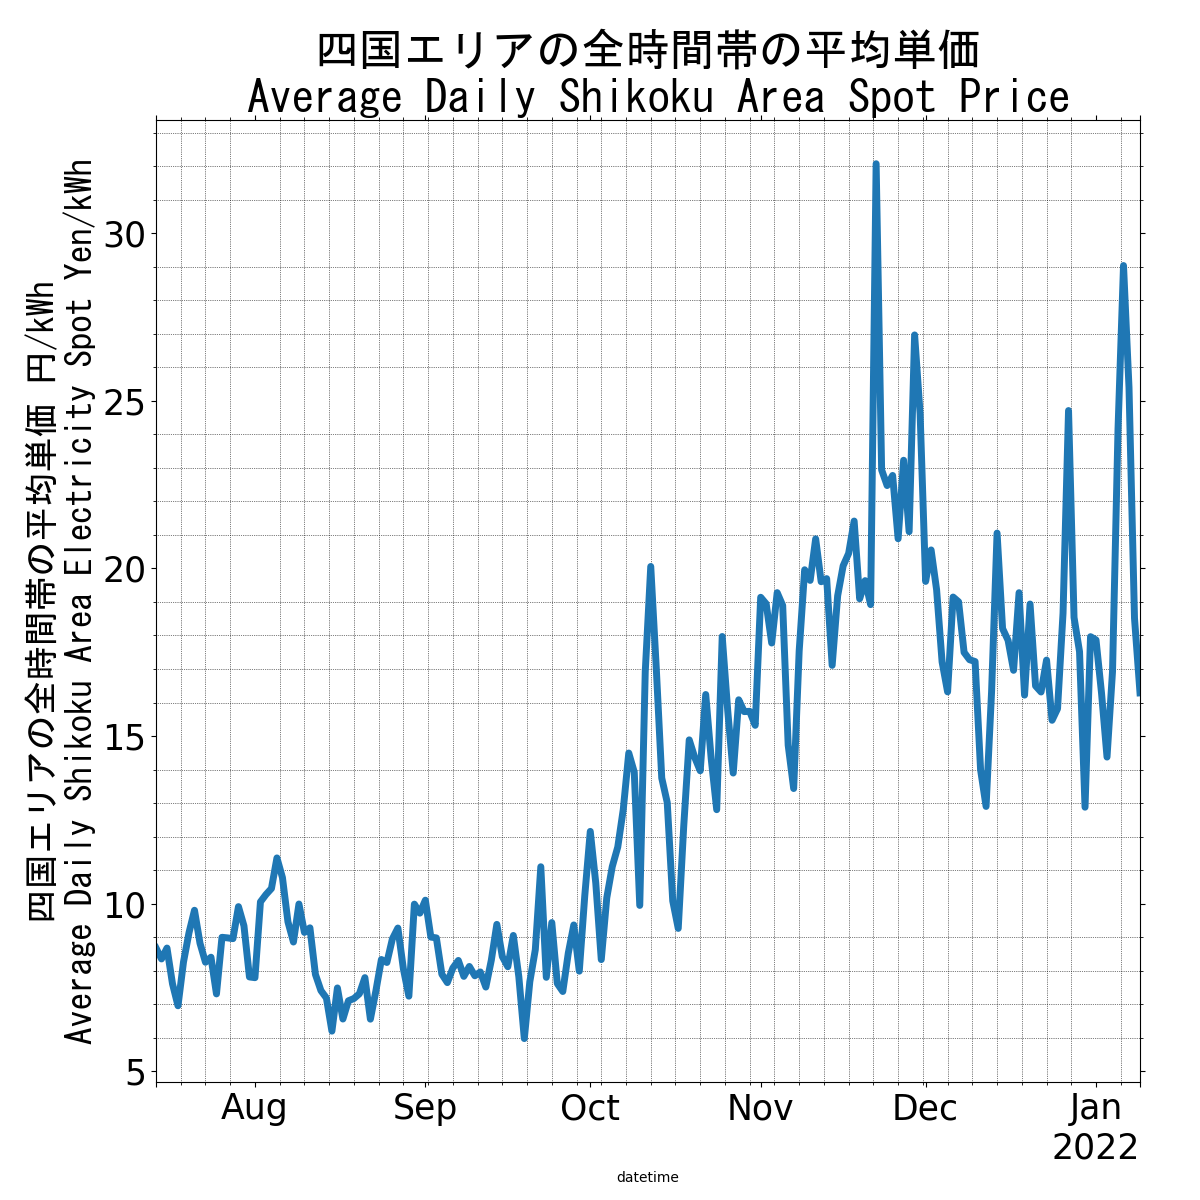 四国エリアの全時間帯の平均単価
Average Daily Shikoku Area Spot Price
四国エリアの全時間帯の平均単価 円/kWh
Average Daily Shikoku Area Electricity Spot Yen/kWh
30
25
20
15
10
5
Aug Sep Oct Nov Dec Jan
2022
datetime